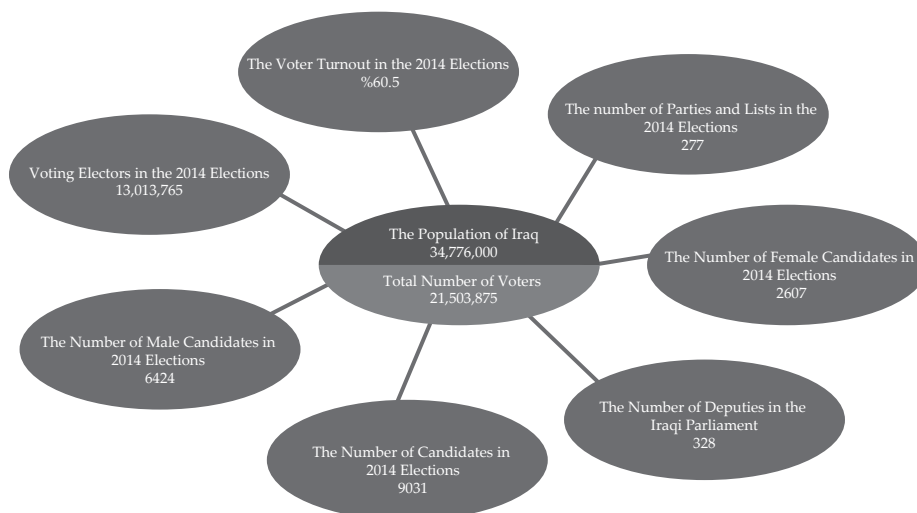 The Voter Turnout in the 2014 Elections
%60.5
The number of Parties and Lists in the
2014 Elections
277
Voting Electors in the 2014 Elections
13,013,765
The Population of Iraq
34,776,000
Total Number of Voters
21,503,875
The Number of Female Candidates in
2014 Elections
2607
The Number of Male Candidates in
2014 Elections
6424
The Number of Deputies in the
Iraqi Parliament
328
The Number of Candidates in
2014 Elections
9031